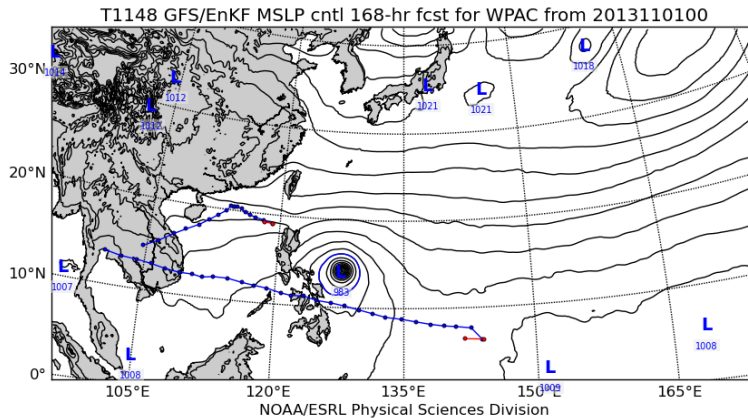 T1148 GFS/EnKF MSLP cntl 168-hr fcst for WPAC from 2013110100
L
1018
L
1014
30°N
L
1012
L
1021
L
1021
L
1012
20°N
10°N
L
1007
L
983
L
1008
L
1008
L
1009
0°
105°E 120°E 135°E 150°E 165°E
NOAA/ESRL Physical Sciences Division